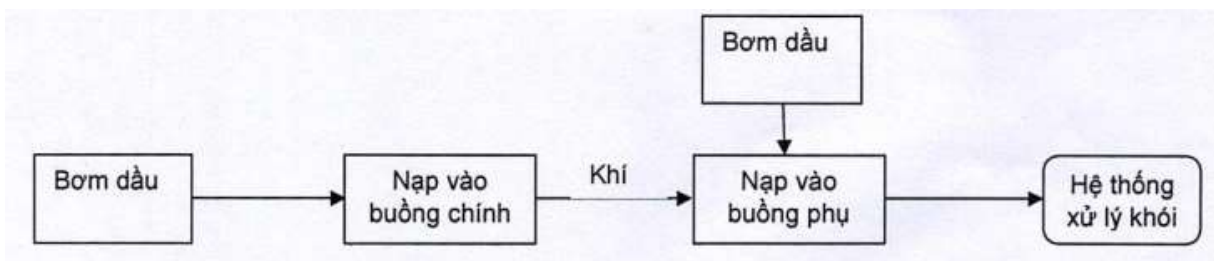 Bơm dầu
Bơm dầu
Nạp vào
buồng chính
Khí
Nạp vào
buồng phụ
Hệ thống
xử lý khói